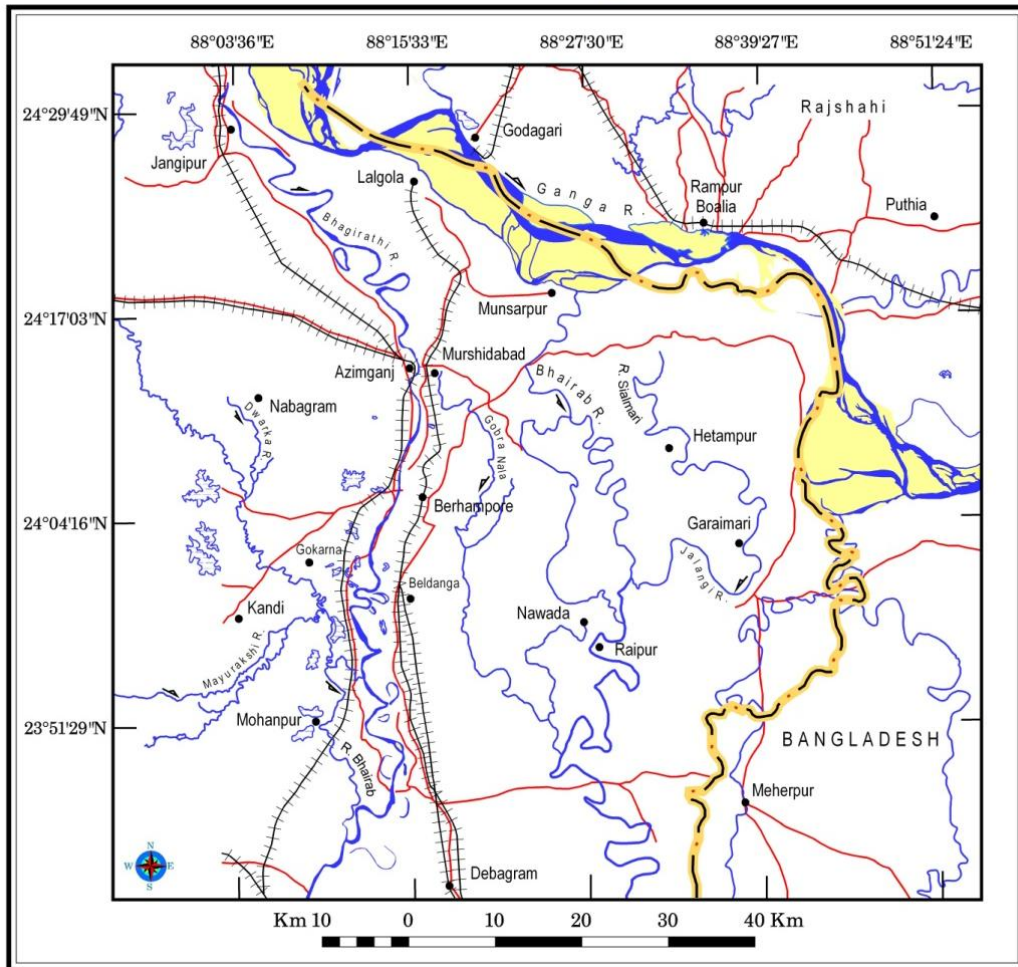 88°03'36"E 88°15'33"E 88°27'30"E 88°39'27"E 88°51'24"E
24°29'49"N
24°17'03"N
24°04'16"N
23°51'29"N
Rajshahi
Godagari
Jangipur
Lalgola
Ganga R.
Ramour
Boalia
Puthia
Bhagirathi R.
Munsarpur
Murshidabad
Azimganj
Bhairab R.
R. Sialmari
Nabagram
Dwarka R.
Gobra Nala
Hetampur
Berhampore
Garaimari
Gokarna
Jalangi R.
Beldanga
Kandi
Nawada
Raipur
Mayurakshi R.
Mohanpur
BANGLADESH
R. Bhairab
Meherpur
Debagram
N
W E
S
Km 10 0 10 20 30 40 Km